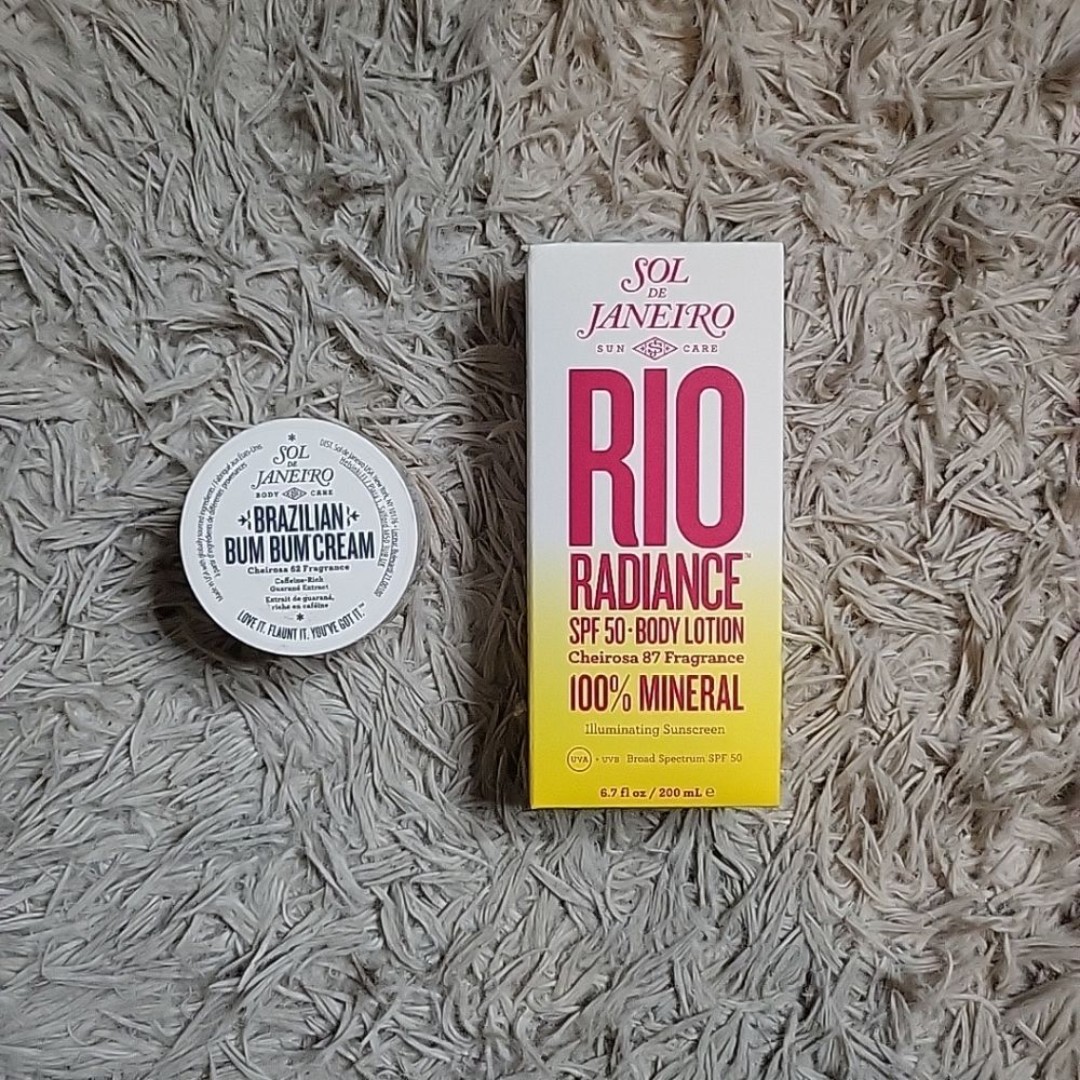 SOL
DE
JANEIRO
BODY CARE
BRAZILIAN
BUM BUM CREAM
Cheirosa 62 Fragrance
Caffeine-Rich
Guaraná Extract
Extrait de guaraná,
riche en caféine
LOVE IT. FLAUNT IT. YOU'VE GOT IT.™
SOL
DE
JANEIRO
SUN CARE
RIO
RADIANCE™
SPF 50 · BODY LOTION
Cheirosa 87 Fragrance
100% MINERAL
Illuminating Sunscreen
UVA + UVB Broad Spectrum SPF 50
6.7 fl oz / 200 mL ℮